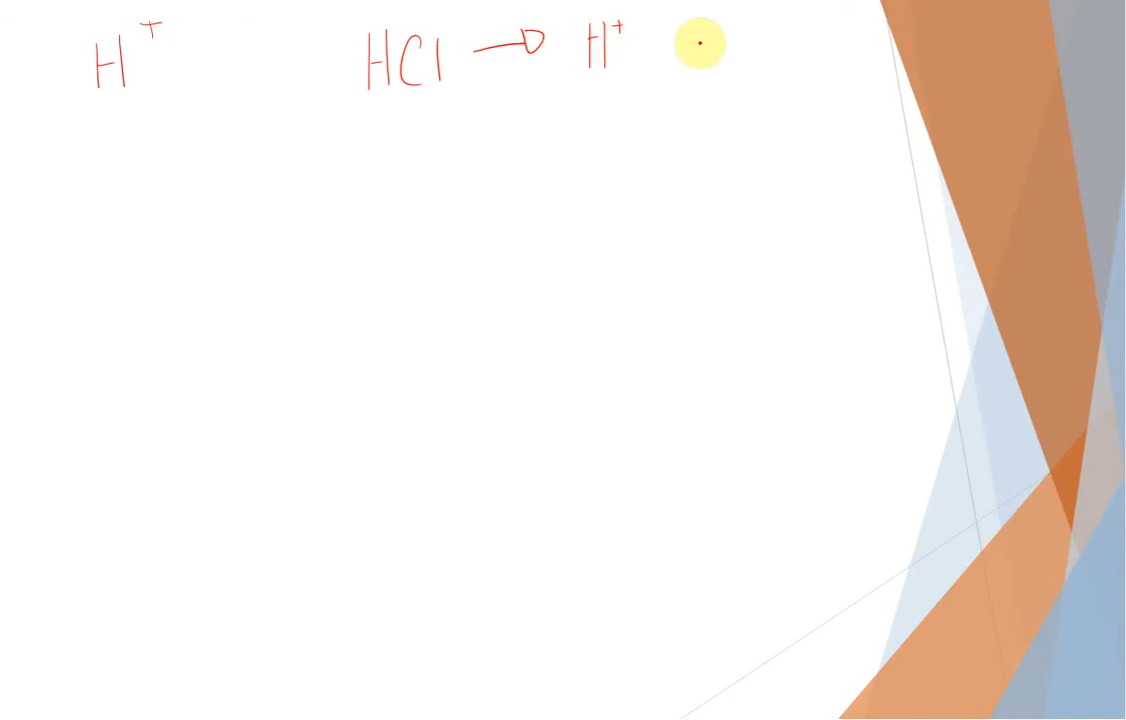 H⁺ HCl → H⁺